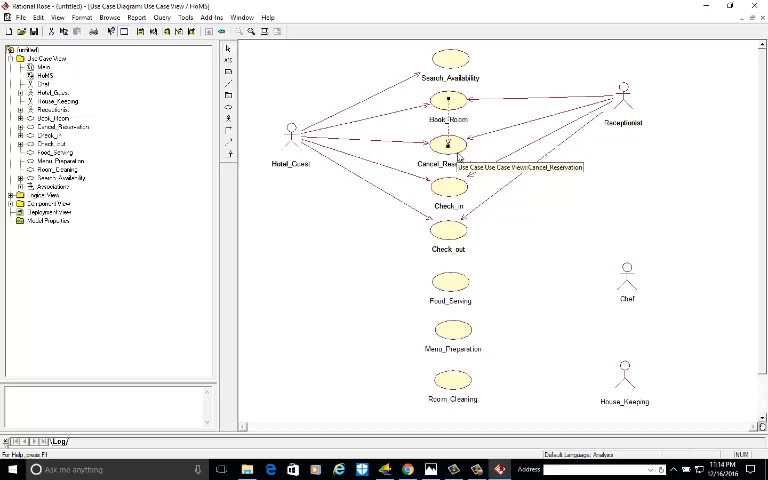 Rational Rose - (untitled) - [Use Case Diagram: Use Case View / HoMS]
File Edit View Format Browse Report Query Tools Add-Ins Window Help
(untitled)
Use Case View
Main
HoMS
Chef
Hotel_Guest
House_Keeping
Receptionist
Book_Room
Cancel_Reservation
Check_in
Check_out
Food_Serving
Menu_Preparation
Room_Cleaning
Search_Availability
Associations
Logical View
Component View
Deployment View
Model Properties
ABC
Search_Availability
Book_Room
Receptionist
Hotel_Guest
Use Case Use Case View::Cancel_Reservation
Check_in
Check_out
Food_Serving
Chef
Menu_Preparation
Room_Cleaning
House_Keeping
Log
For Help, press F1
Default Language: Analysis
NUM
Ask me anything
Address
11:14 PM
12/16/2016